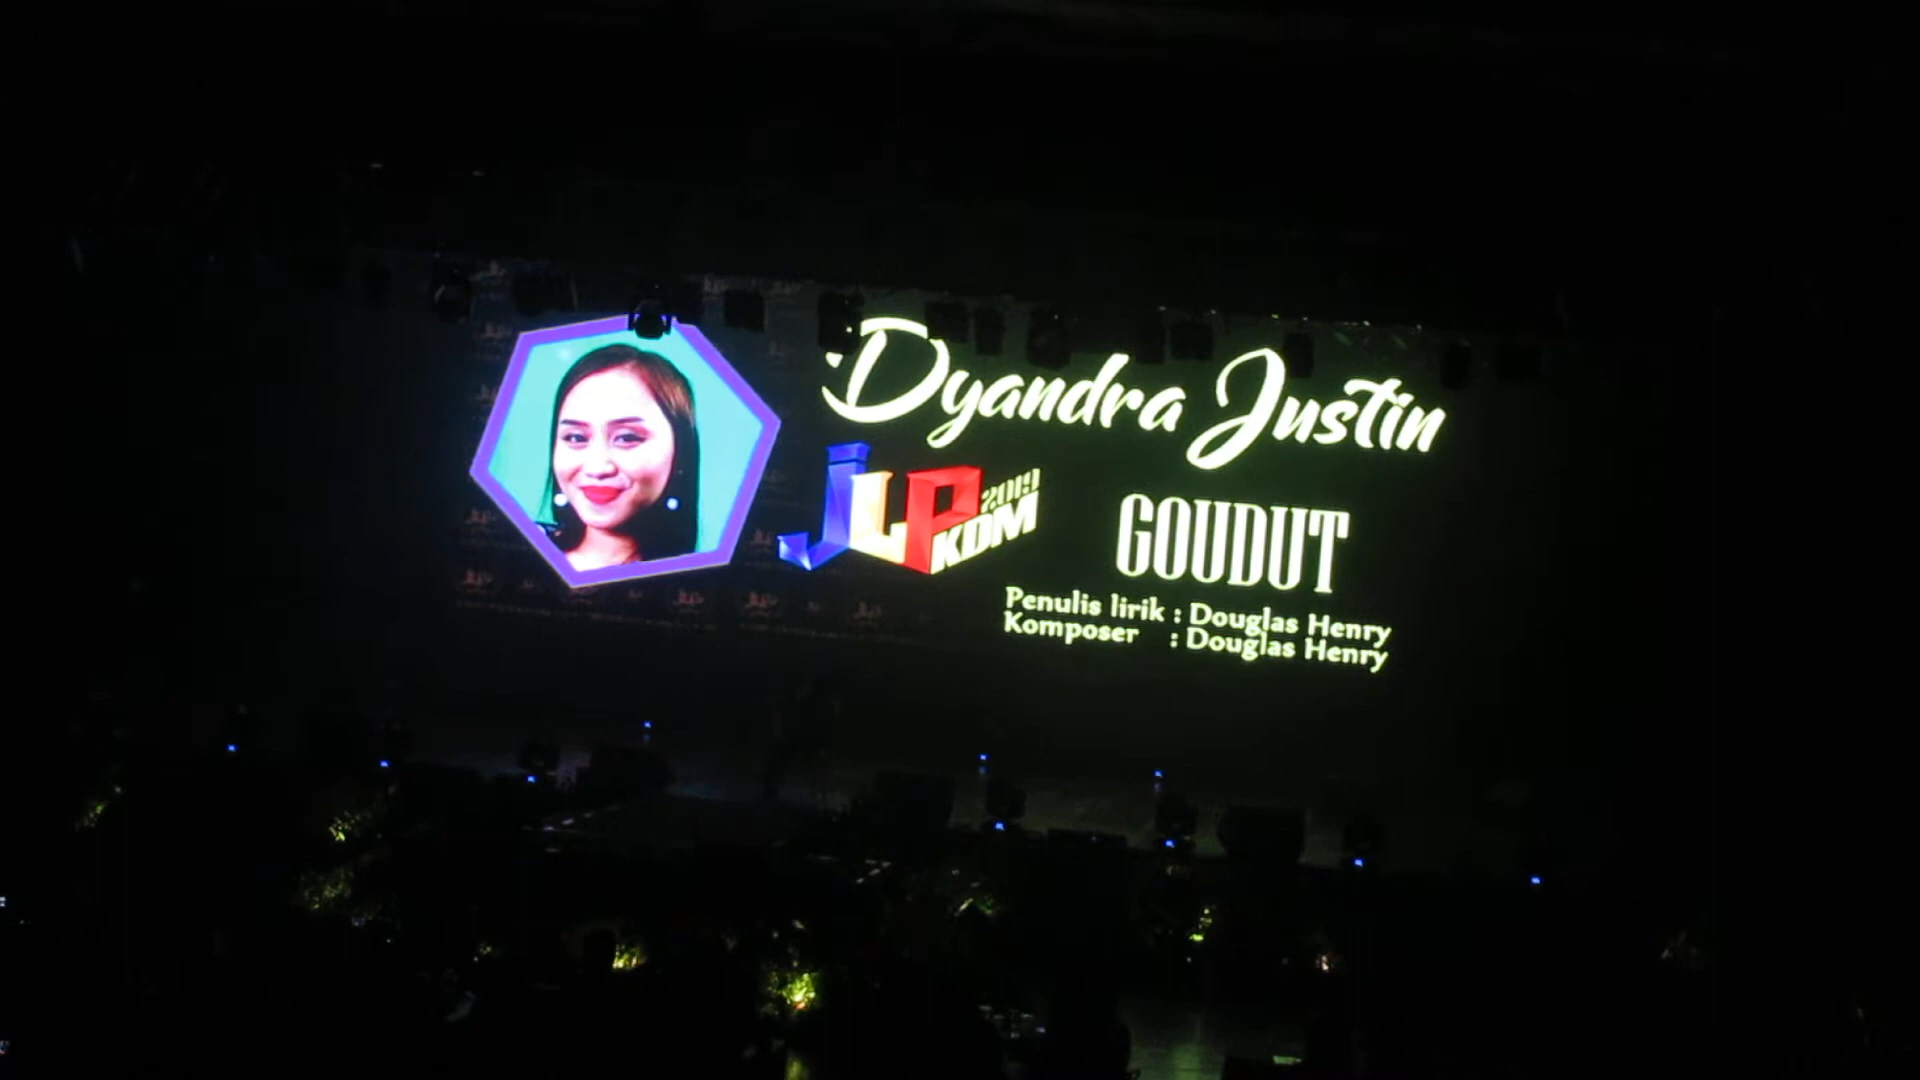 Dyandra Justin
JLP
2019
KDM
GOUDUT
Penulis lirik : Douglas Henry
Komposer : Douglas Henry